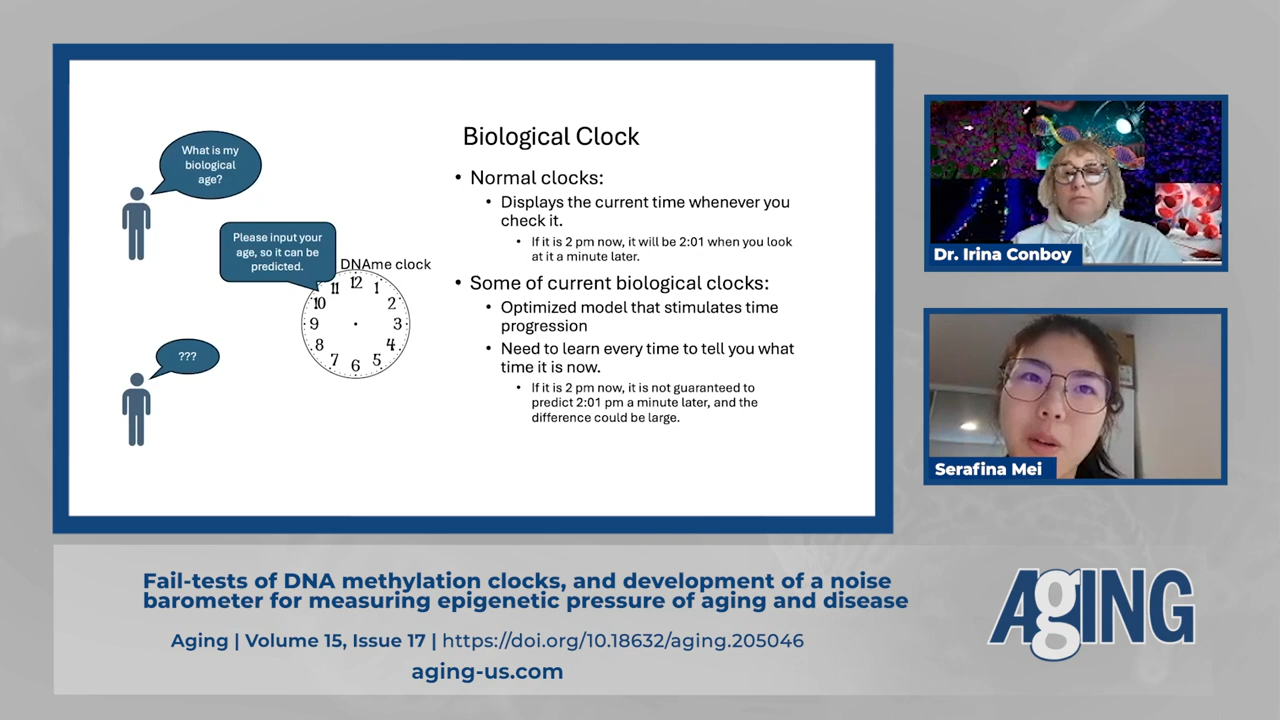 What is my
biological
age?
Please input your
age, so it can be
predicted.
DNAme clock
12
1
2
3
4
5
6
7
8
9
10
11
???
Biological Clock
• Normal clocks:
• Displays the current time whenever you
check it.
• If it is 2 pm now, it will be 2:01 when you look
at it a minute later.
• Some of current biological clocks:
• Optimized model that stimulates time
progression
• Need to learn every time to tell you what
time it is now.
• If it is 2 pm now, it is not guaranteed to
predict 2:01 pm a minute later, and the
difference could be large.
Dr. Irina Conboy
Serafina Mei
Fail-tests of DNA methylation clocks, and development of a noise
barometer for measuring epigenetic pressure of aging and disease
Aging | Volume 15, Issue 17 | https://doi.org/10.18632/aging.205046
aging-us.com
AgING